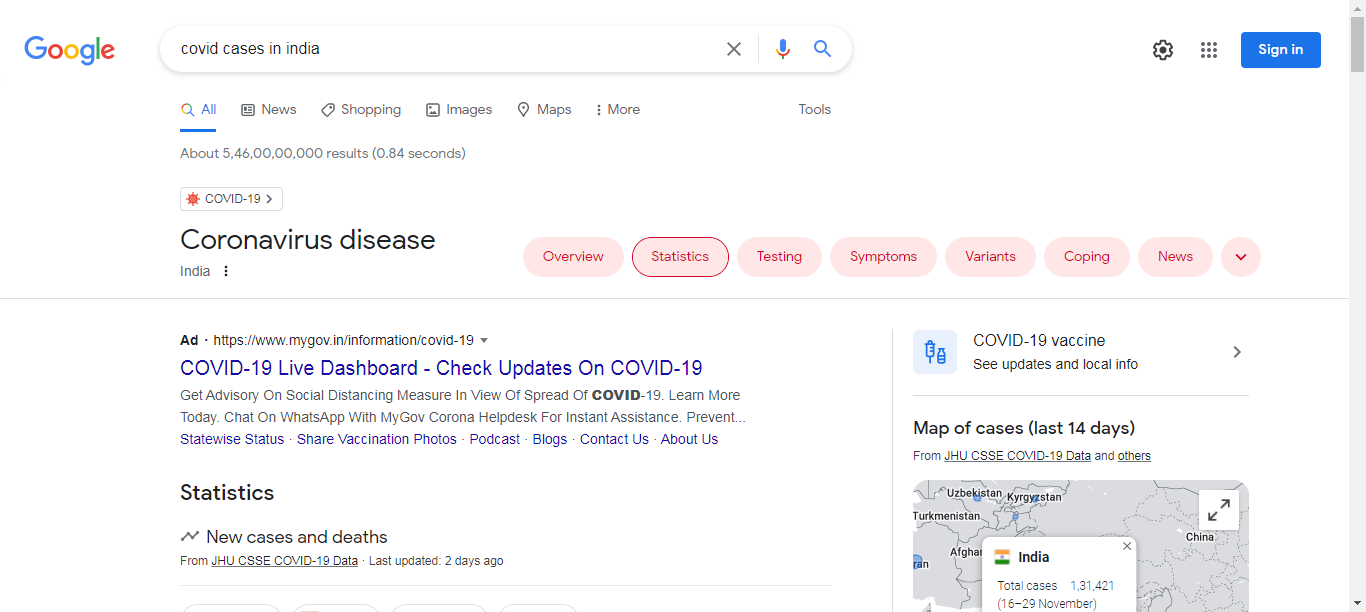 Google
covid cases in india
Sign in
All News Shopping Images Maps More Tools
About 5,46,00,00,000 results (0.84 seconds)
COVID-19
Coronavirus disease
India
Overview Statistics Testing Symptoms Variants Coping News
Ad · https://www.mygov.in/information/covid-19
COVID-19 Live Dashboard - Check Updates On COVID-19
Get Advisory On Social Distancing Measure In View Of Spread Of COVID-19. Learn More
Today. Chat On WhatsApp With MyGov Corona Helpdesk For Instant Assistance. Prevent...
Statewise Status · Share Vaccination Photos · Podcast · Blogs · Contact Us · About Us
Statistics
New cases and deaths
From JHU CSSE COVID-19 Data · Last updated: 2 days ago
COVID-19 vaccine
See updates and local info
Map of cases (last 14 days)
From JHU CSSE COVID-19 Data and others
Uzbekistan Kyrgyzstan
Turkmenistan
China
Afghan
ran
India
Total cases 1,31,421
(16–29 November)